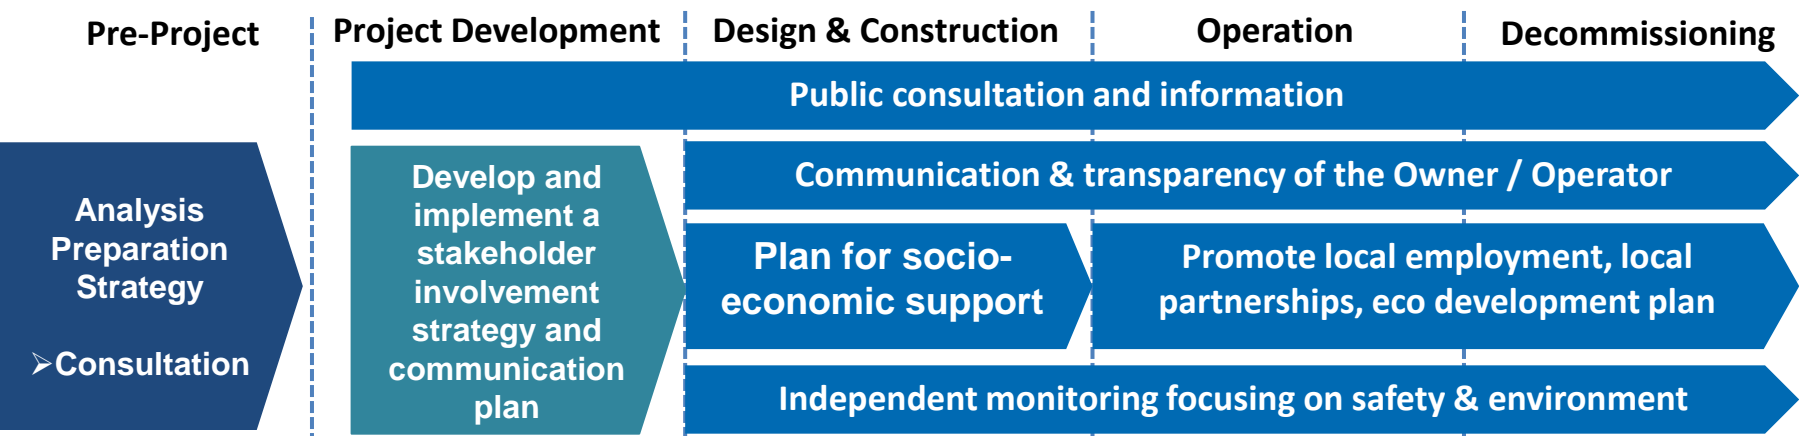 Pre-Project
Project Development
Design & Construction
Operation
Decommissioning
Public consultation and information
Analysis
Preparation
Strategy
➢Consultation
Develop and
implement a
stakeholder
involvement
strategy and
communication
plan
Communication & transparency of the Owner / Operator
Plan for socio-
economic support
Promote local employment, local
partnerships, eco development plan
Independent monitoring focusing on safety & environment